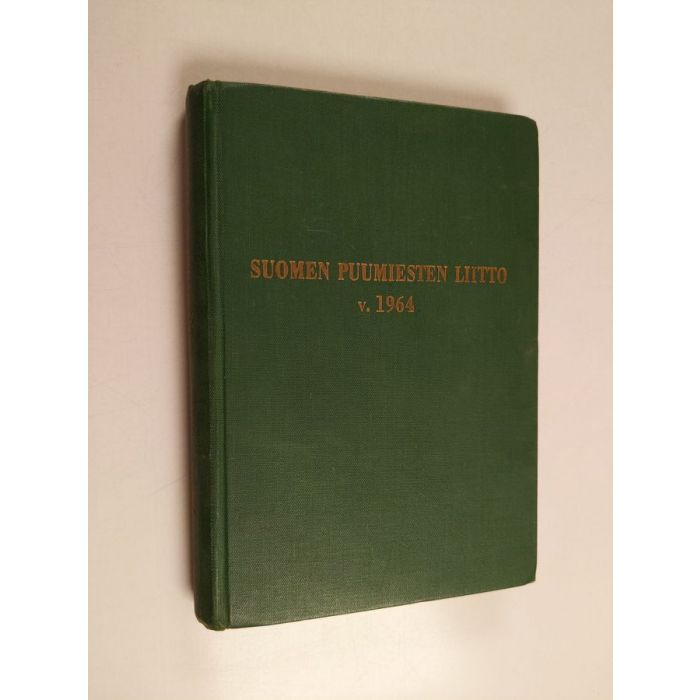 SUOMEN PUUMIESTEN LIITTO
v. 1964